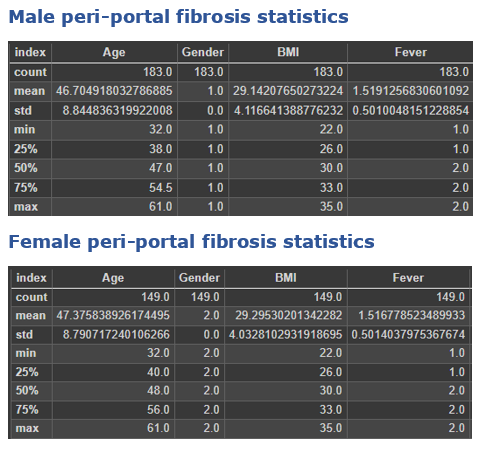 Male peri-portal fibrosis statistics
index Age Gender BMI Fever
count 183.0 183.0 183.0 183.0
mean 46.704918032786885 1.0 29.14207650273224 1.5191256830601092
std 8.844836319922008 0.0 4.116641388776232 0.5010048151228854
min 32.0 1.0 22.0 1.0
25% 38.0 1.0 26.0 1.0
50% 47.0 1.0 30.0 2.0
75% 54.5 1.0 33.0 2.0
max 61.0 1.0 35.0 2.0
Female peri-portal fibrosis statistics
index Age Gender BMI Fever
count 149.0 149.0 149.0 149.0
mean 47.375838926174495 2.0 29.29530201342282 1.516778523489933
std 8.790717240106266 0.0 4.0328102931918695 0.5014037975367674
min 32.0 2.0 22.0 1.0
25% 40.0 2.0 26.0 1.0
50% 48.0 2.0 30.0 2.0
75% 56.0 2.0 33.0 2.0
max 61.0 2.0 35.0 2.0